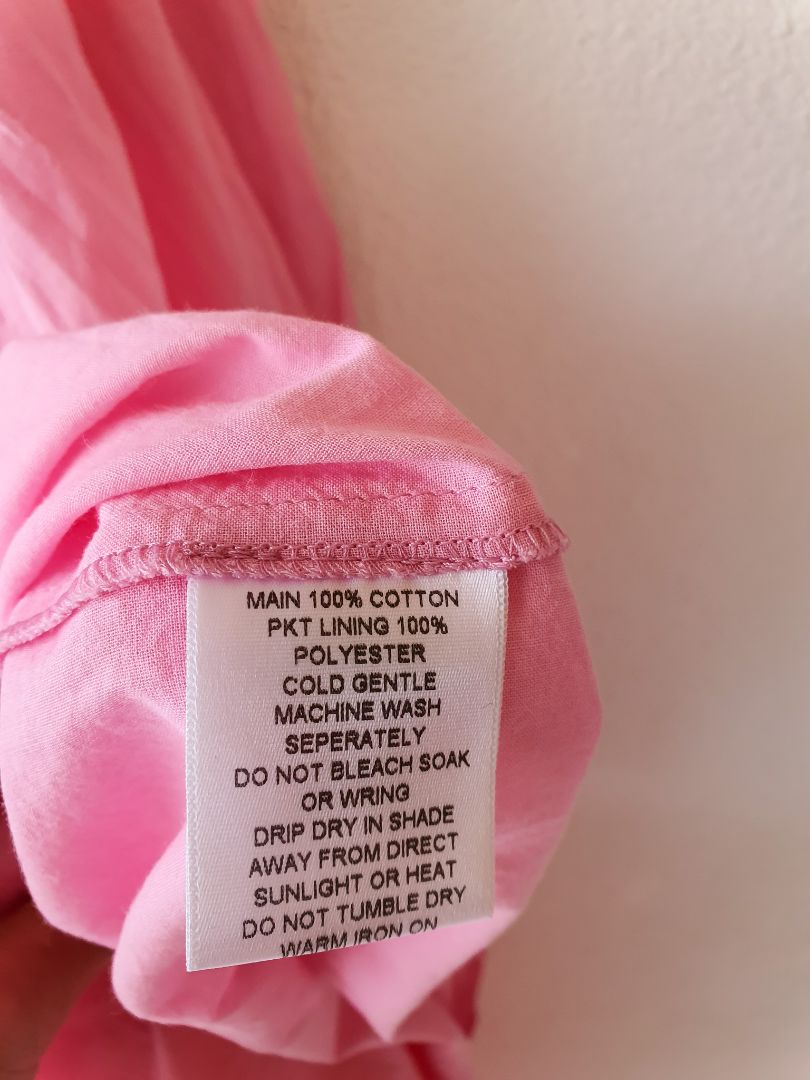 MAIN 100% COTTON
PKT LINING 100%
POLYESTER
COLD GENTLE
MACHINE WASH
SEPERATELY
DO NOT BLEACH SOAK
OR WRING
DRIP DRY IN SHADE
AWAY FROM DIRECT
SUNLIGHT OR HEAT
DO NOT TUMBLE DRY
WARM IRON ON